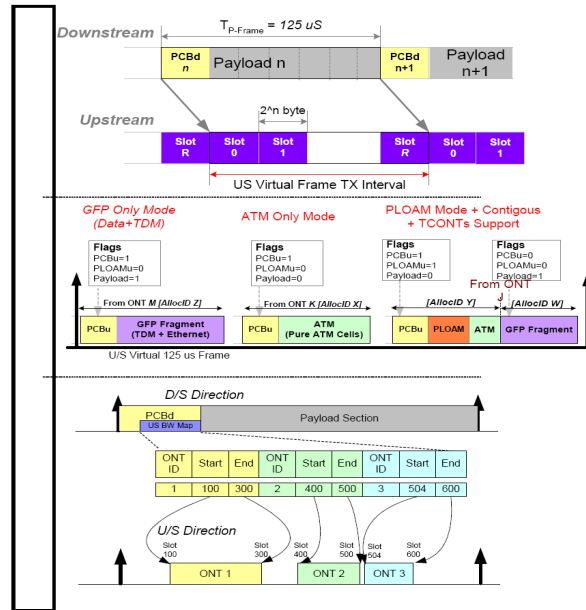 T P-Frame = 125 uS
Downstream
PCBd n
Payload n
PCBd n+1
Payload n+1
Upstream
2^n byte
Slot R
Slot 0
Slot 1
Slot R
Slot 0
Slot 1
US Virtual Frame TX Interval
GFP Only Mode
(Data+TDM)
ATM Only Mode
PLOAM Mode + Contigous
+ TCONTs Support
Flags
PCBu=1
PLOAMu=0
Payload=1
Flags
PCBu=1
PLOAMu=0
Payload=0
Flags
PCBu=1
PLOAMu=1
Payload=0
Flags
PCBu=0
PLOAMu=0
Payload=1
From ONT M [AllocID Z]
From ONT K [AllocID X]
From ONT J
[AllocID Y]
[AllocID W]
PCBu
GFP Fragment
(TDM + Ethernet)
PCBu
ATM
(Pure ATM Cells)
PCBu
PLOAM
ATM
GFP Fragment
U/S Virtual 125 us Frame
D/S Direction
PCBd
US BW Map
Payload Section
ONT ID
Start
End
ONT ID
Start
End
ONT ID
Start
End
1
100
300
2
400
500
3
504
600
U/S Direction
Slot 100
Slot 300
Slot 400
Slot 500
Slot 504
Slot 600
ONT 1
ONT 2
ONT 3